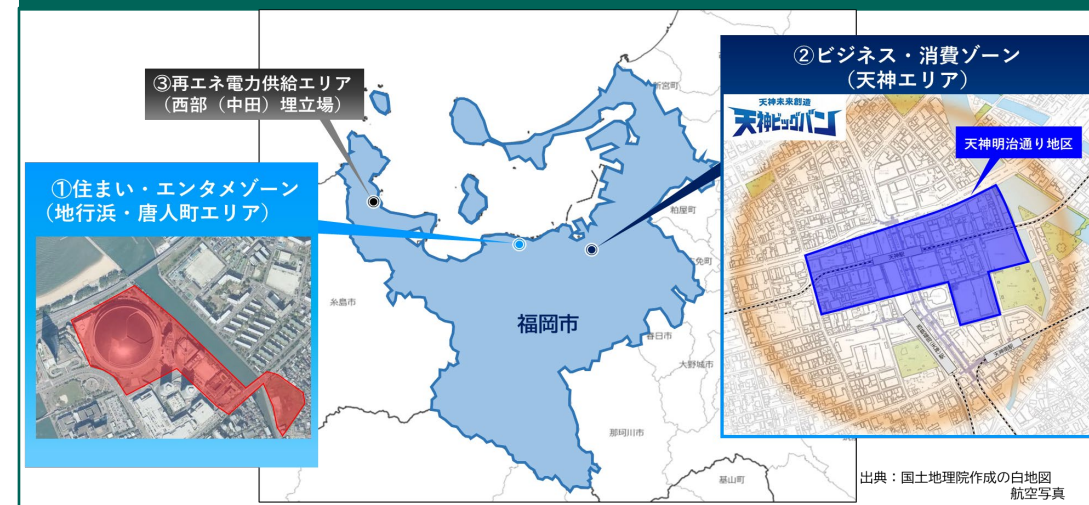 ③再エネ電力供給エリア
（西部（中田）埋立場）
①住まい・エンタメゾーン
（地行浜・唐人町エリア）
②ビジネス・消費ゾーン
（天神エリア）
天神未来創造
天神ビッグバン
天神明治通り地区
新宮町
粕屋町
糸島市
福岡市
春日市
大野城市
那珂川市
基山町
天神駅
出典：国土地理院作成の白地図
航空写真